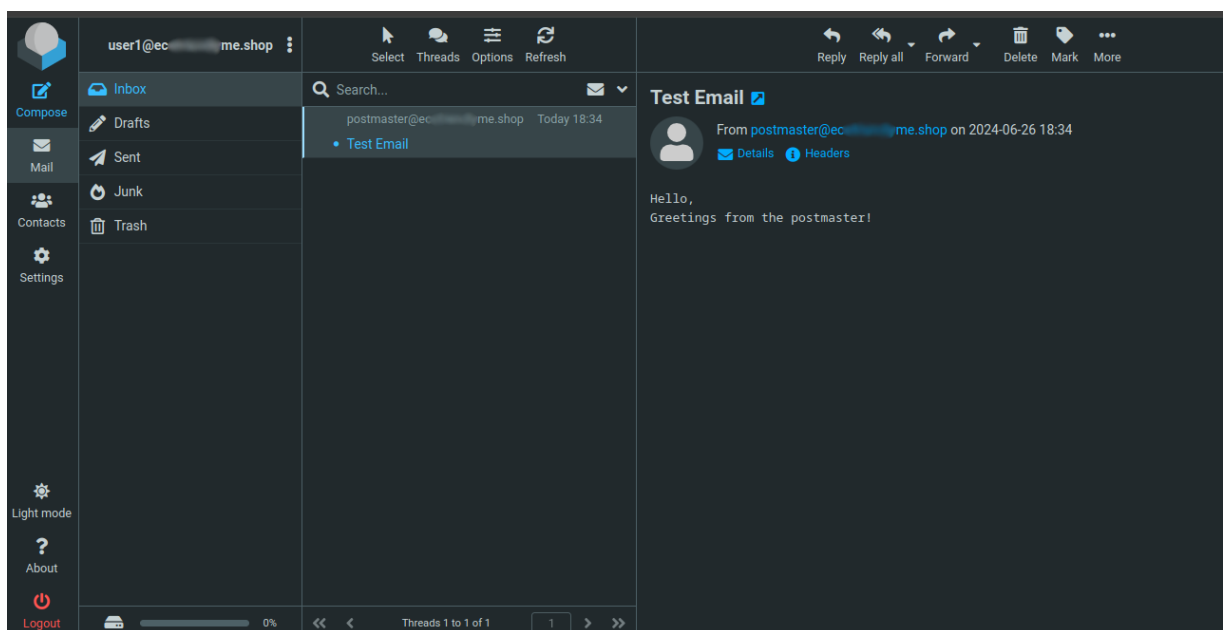 user1@ec me.shop
Select Threads Options Refresh
Reply Reply all Forward Delete Mark More
Compose
Mail
Contacts
Settings
Light mode
About
Logout
Inbox
Drafts
Sent
Junk
Trash
0%
Search...
postmaster@ec me.shop Today 18:34
Test Email
Threads 1 to 1 of 1
1
Test Email
From postmaster@ec me.shop on 2024-06-26 18:34
Details Headers
Hello,
Greetings from the postmaster!